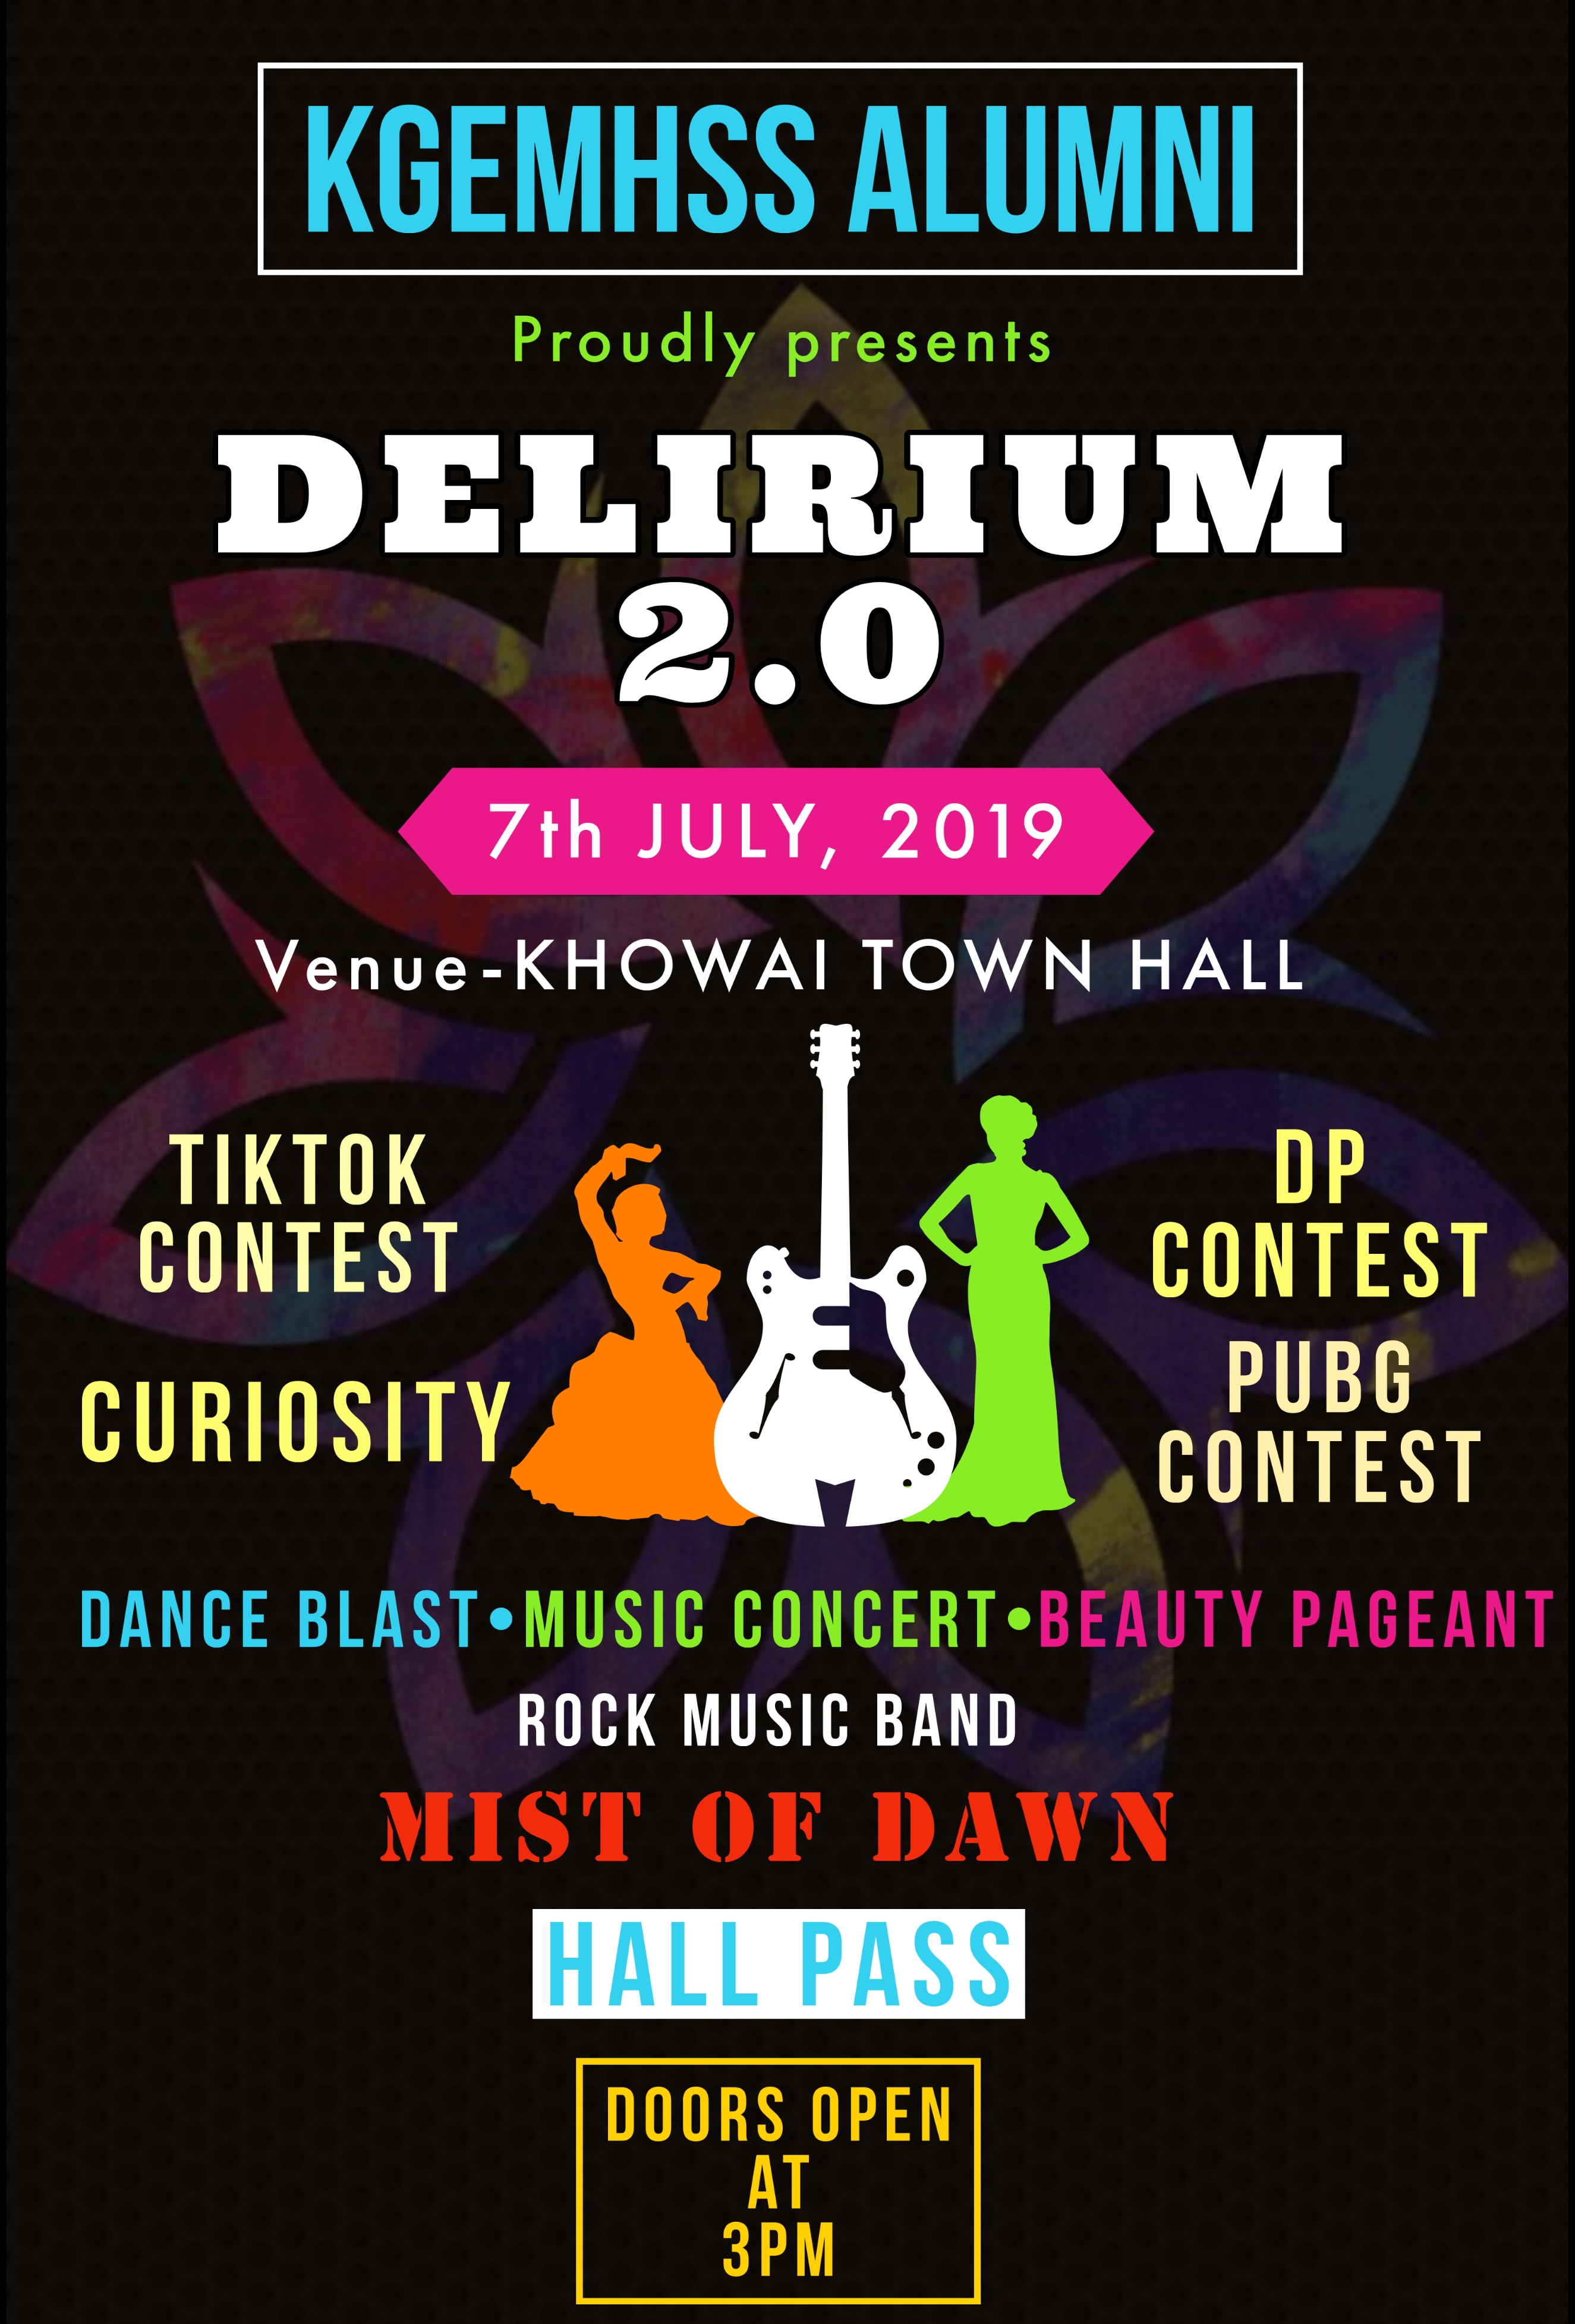 KGEMHSS ALUMNI
Proudly presents
DELIRIUM
2.0
7th JULY, 2019
Venue-KHOWAI TOWN HALL
TIKTOK
CONTEST
CURIOSITY
DP
CONTEST
PUBG
CONTEST
DANCE BLAST•MUSIC CONCERT•BEAUTY PAGEANT
ROCK MUSIC BAND
MIST OF DAWN
HALL PASS
DOORS OPEN
AT
3PM